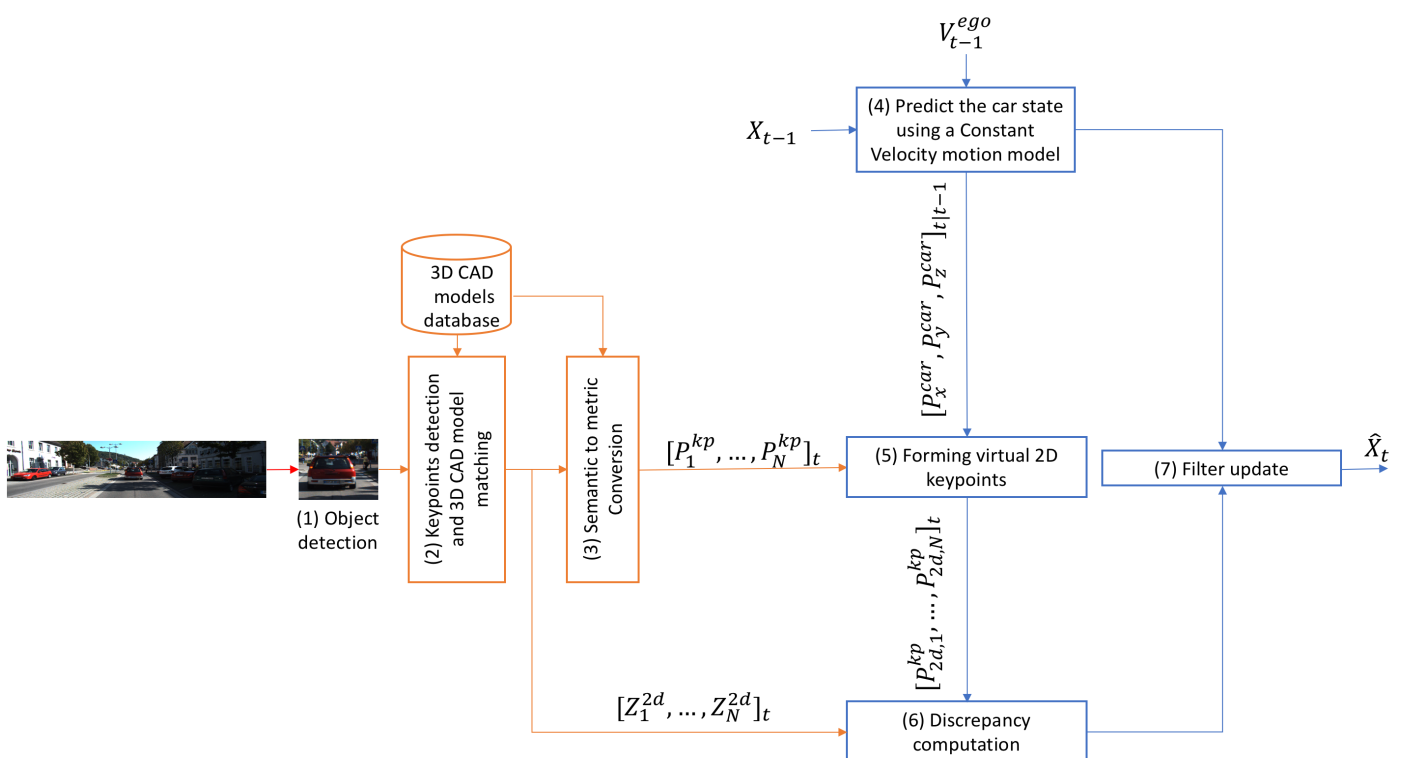 V_{t-1}^{ego}
(4) Predict the car state
using a Constant
Velocity motion model
X_{t-1}
[P_x^{car}, P_y^{car}, P_z^{car}]_{t|t-1}
3D CAD
models
database
(1) Object
detection
(2) Keypoints detection
and 3D CAD model
matching
(3) Semantic to metric
Conversion
[P_1^{kp}, ..., P_N^{kp}]_t
(5) Forming virtual 2D
keypoints
(7) Filter update
X̂_t
[P_{2d,1}^{kp}, ..., P_{2d,N}^{kp}]_t
[Z_1^{2d}, ..., Z_N^{2d}]_t
(6) Discrepancy
computation